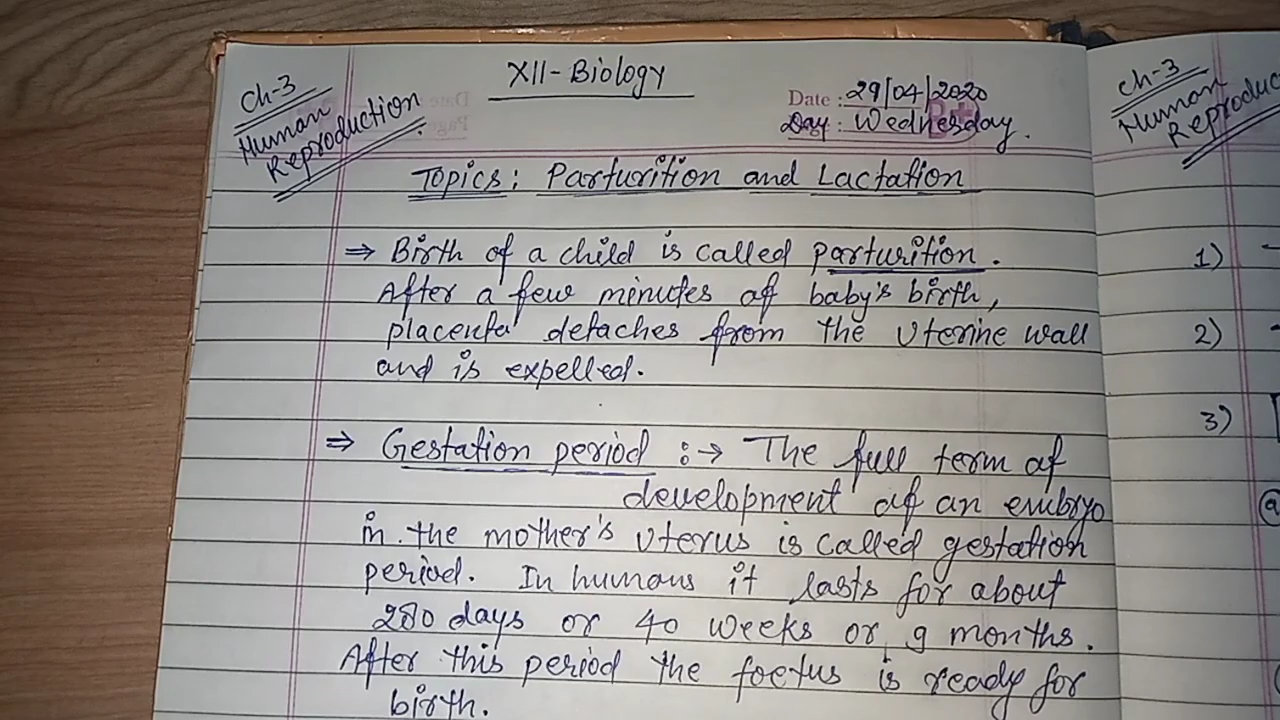 XII - Biology
Ch-3
Human
Reproduction
Date : 29/04/2020
Day : Wednesday.
Topics : Parturition and Lactation
⇒ Birth of a child is called parturition.
After a few minutes of baby's birth,
placenta detaches from the uterine wall
and is expelled.
⇒ Gestation period :→ The full term of
development of an embryo
in the mother's uterus is called gestation
period. In humans it lasts for about
280 days or 40 weeks or 9 months.
After this period the foetus is ready for
birth.
Ch-3
Human
1)
2)
3)